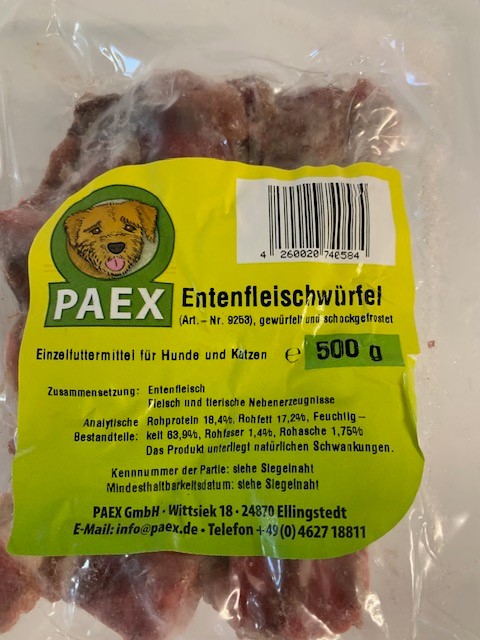 4 260020 740584
PAEX
Entenfleischwürfel
(Art. - Nr. 9253), gewürfelt und schockgefrostet
Einzelfuttermittel für Hunde und Katzen e 500 g
Zusammensetzung: Entenfleisch
Fleisch und tierische Nebenerzeugnisse
Analytische Rohprotein 18,4%, Rohfett 17,2%, Feuchtig-
Bestandteile: keit 63,9%, Rohfaser 1,4%, Rohasche 1,75%
Das Produkt unterliegt natürlichen Schwankungen.
Kennnummer der Partie: siehe Siegelnaht
Mindesthaltbarkeitsdatum: siehe Siegelnaht
PAEX GmbH · Wittsiek 18 · 24870 Ellingstedt
E-Mail: info@paex.de · Telefon +49 (0) 4627 18811